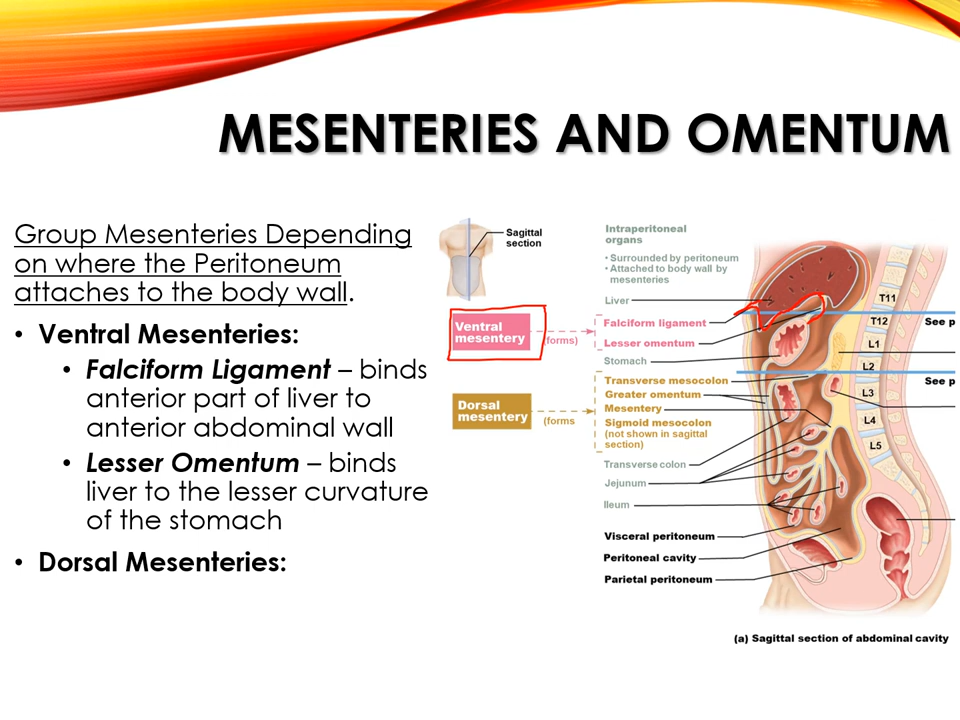 MESENTERIES AND OMENTUM
Group Mesenteries Depending
on where the Peritoneum
attaches to the body wall.
• Ventral Mesenteries:
• Falciform Ligament – binds
anterior part of liver to
anterior abdominal wall
• Lesser Omentum – binds
liver to the lesser curvature
of the stomach
• Dorsal Mesenteries:
Sagittal
section
Ventral
mesentery
(forms)
Dorsal
mesentery
(forms
Intraperitoneal
organs
• Surrounded by peritoneum
• Attached to body wall by
mesenteries
Liver
Falciform ligament
Lesser omentum
Stomach
Transverse mesocolon
Greater omentum
Mesentery
Sigmoid mesocolon
(not shown in sagittal
section)
Transverse colon
Jejunum
Ileum
Visceral peritoneum
Peritoneal cavity
Parietal peritoneum
T11
T12
L1
L2
L3
L4
L5
See p
See p
(a) Sagittal section of abdominal cavity